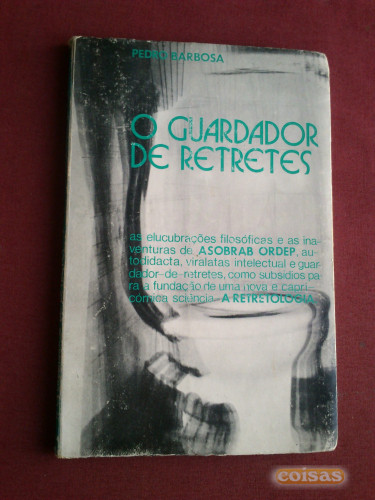 PEDRO BARBOSA
O GUARDADOR
DE RETRETES
as elucubrações filosóficas e as ina-
venturas de ASOBRAB ORDEP, au-
todidacta, viralatas intelectual e guar
dador-de-retretes, como subsídios pa
ra a fundação de uma nova e capri-
córnica sciência-A RETRETOLOGIA
coisas